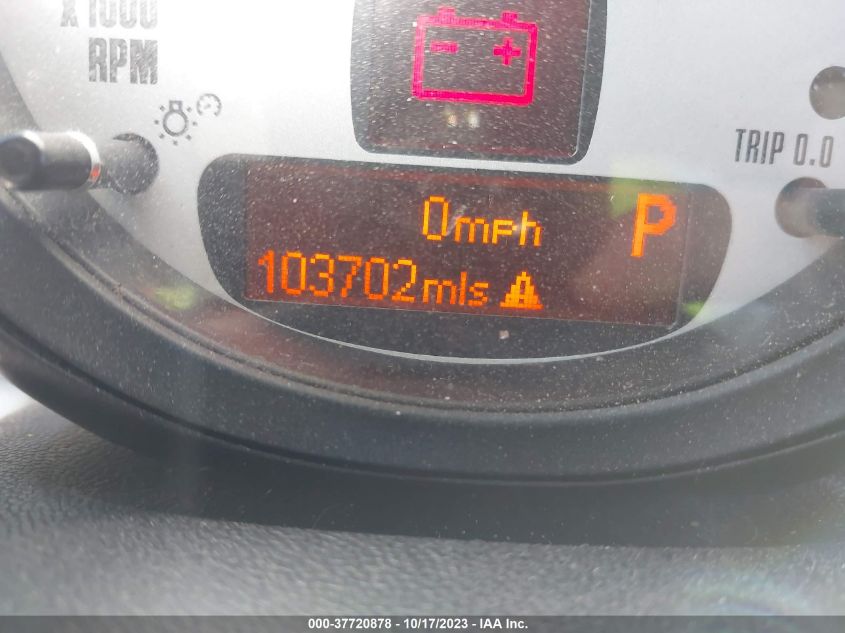 X 1000
RPM
TRIP 0.0
0mph
P
103702mls
000-37720878 - 10/17/2023 - IAA Inc.